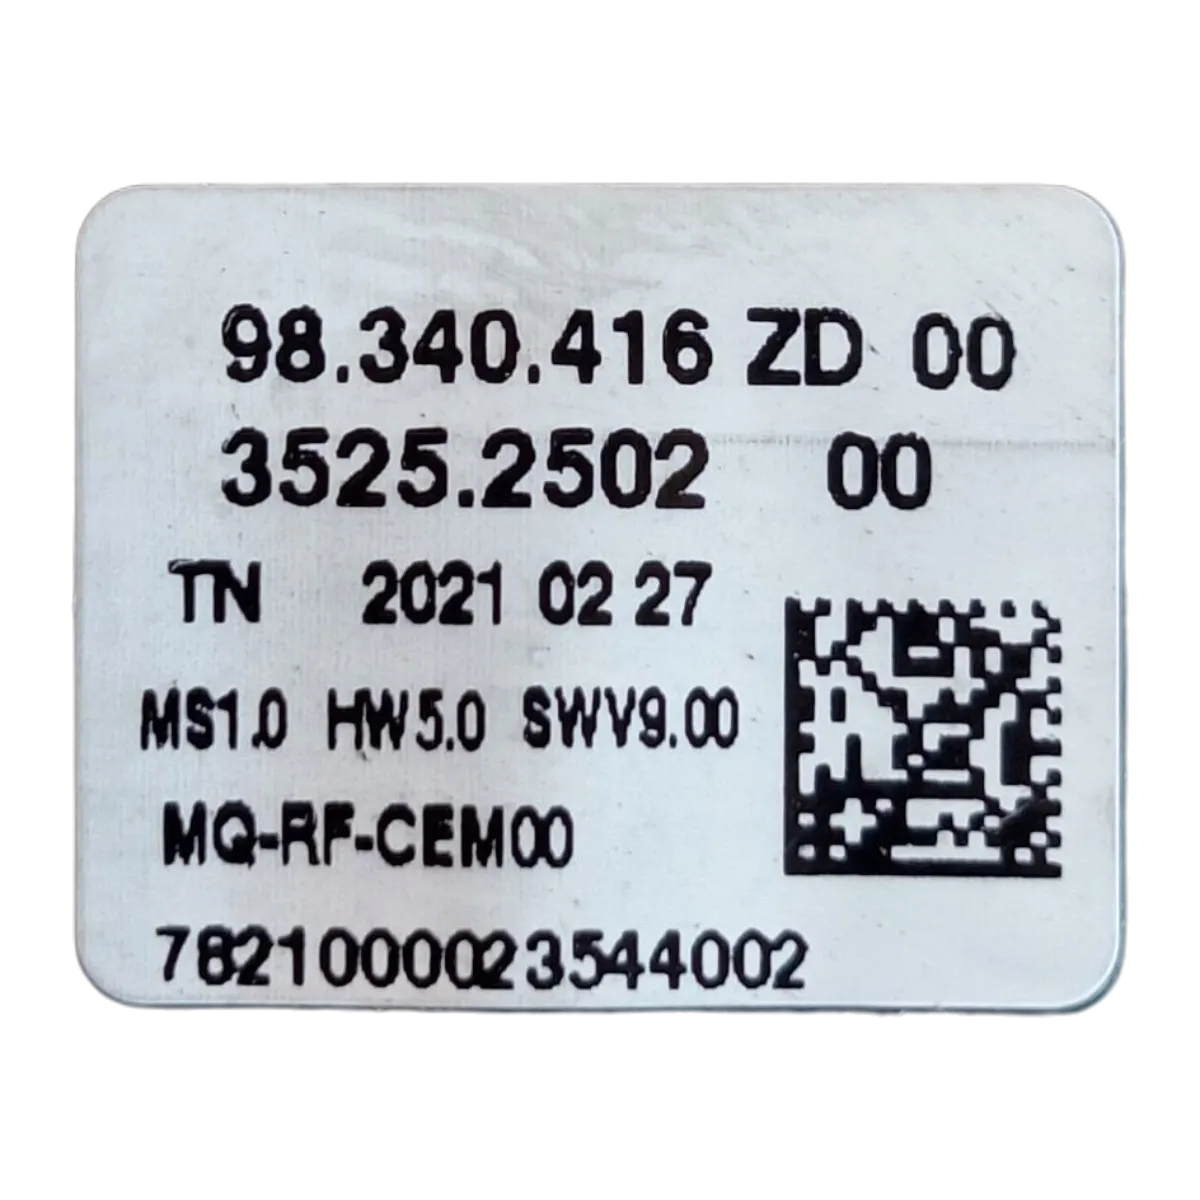 98.340.416 ZD 00
3525.2502 00
TN 2021 02 27
MS1.0 HW5.0 SWV9.00
MQ-RF-CEM00
7821000023544002